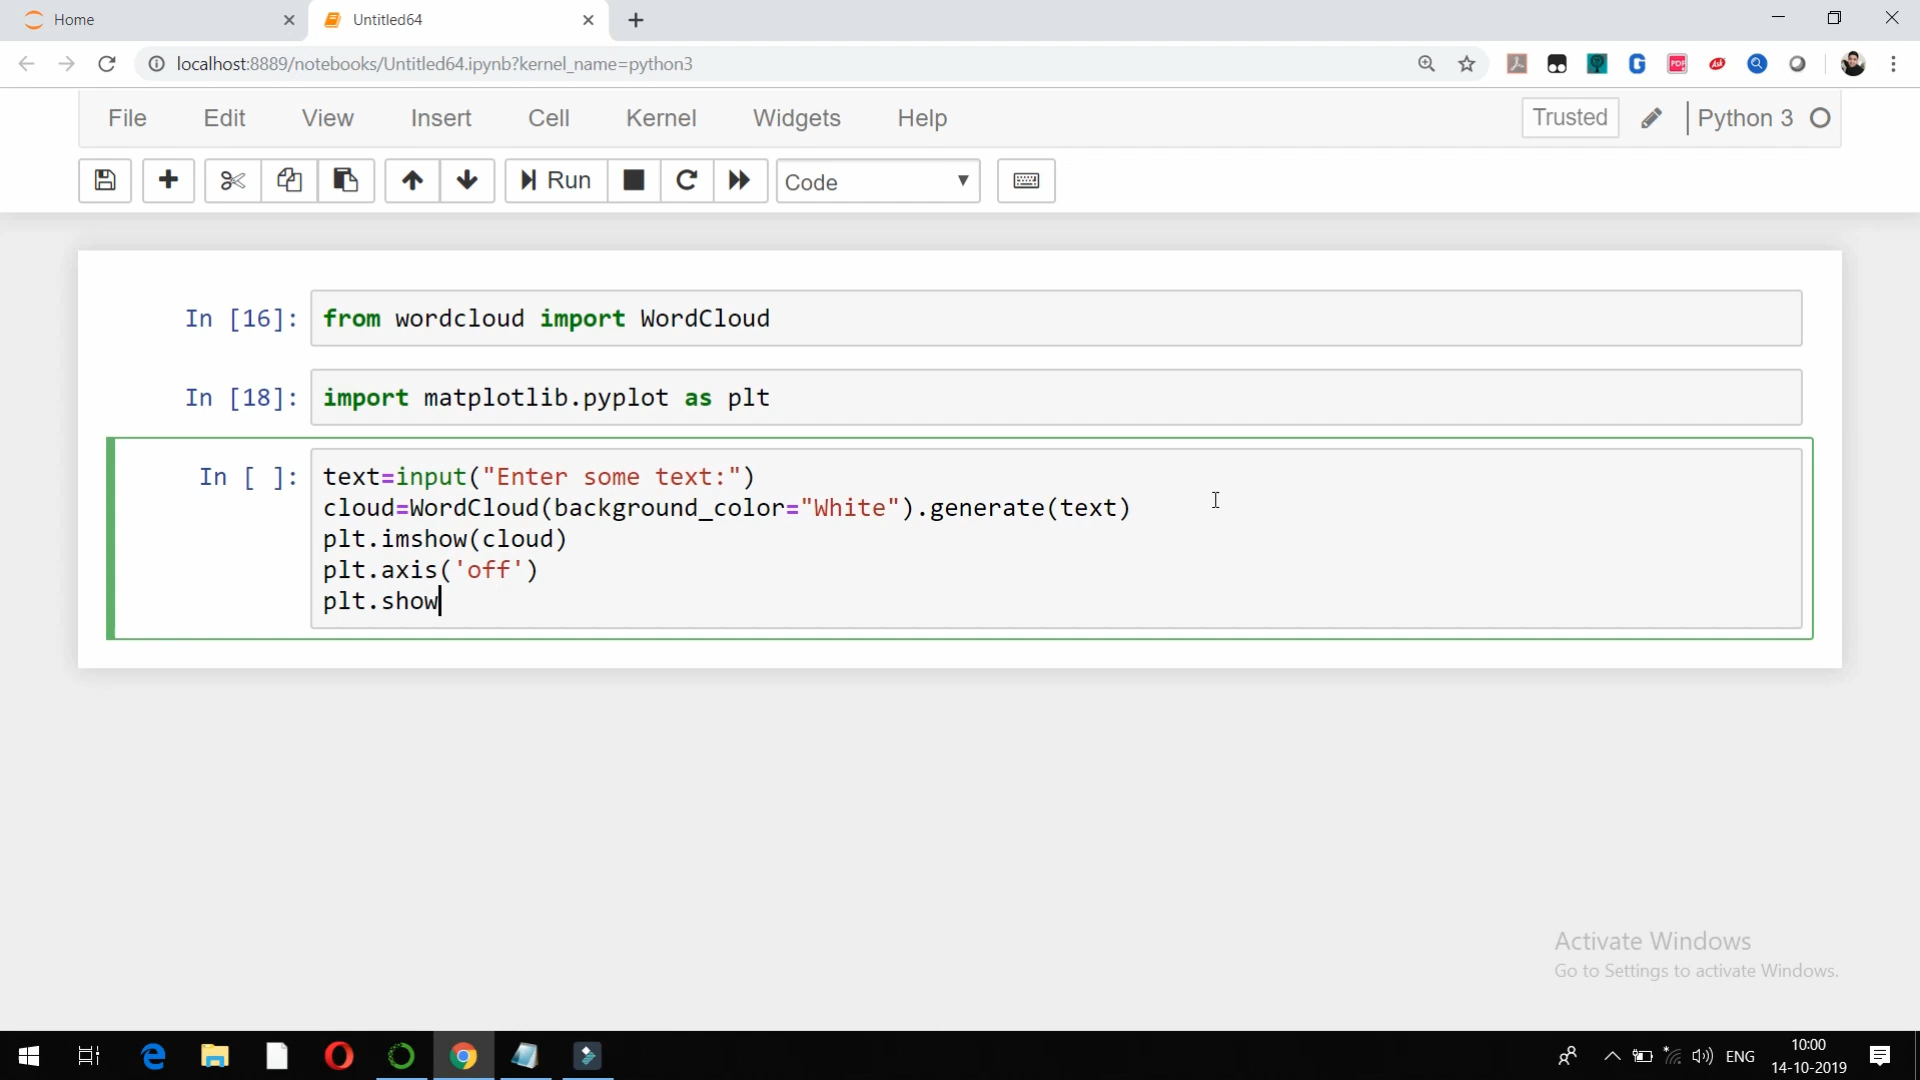 Home
Untitled64
localhost:8889/notebooks/Untitled64.ipynb?kernel_name=python3
File Edit View Insert Cell Kernel Widgets Help Trusted Python 3
Run Code
In [16]: from wordcloud import WordCloud
In [18]: import matplotlib.pyplot as plt
In [ ]: text=input("Enter some text:")
cloud=WordCloud(background_color="White").generate(text)
plt.imshow(cloud)
plt.axis('off')
plt.show
Activate Windows
Go to Settings to activate Windows.
ENG
10:00
14-10-2019